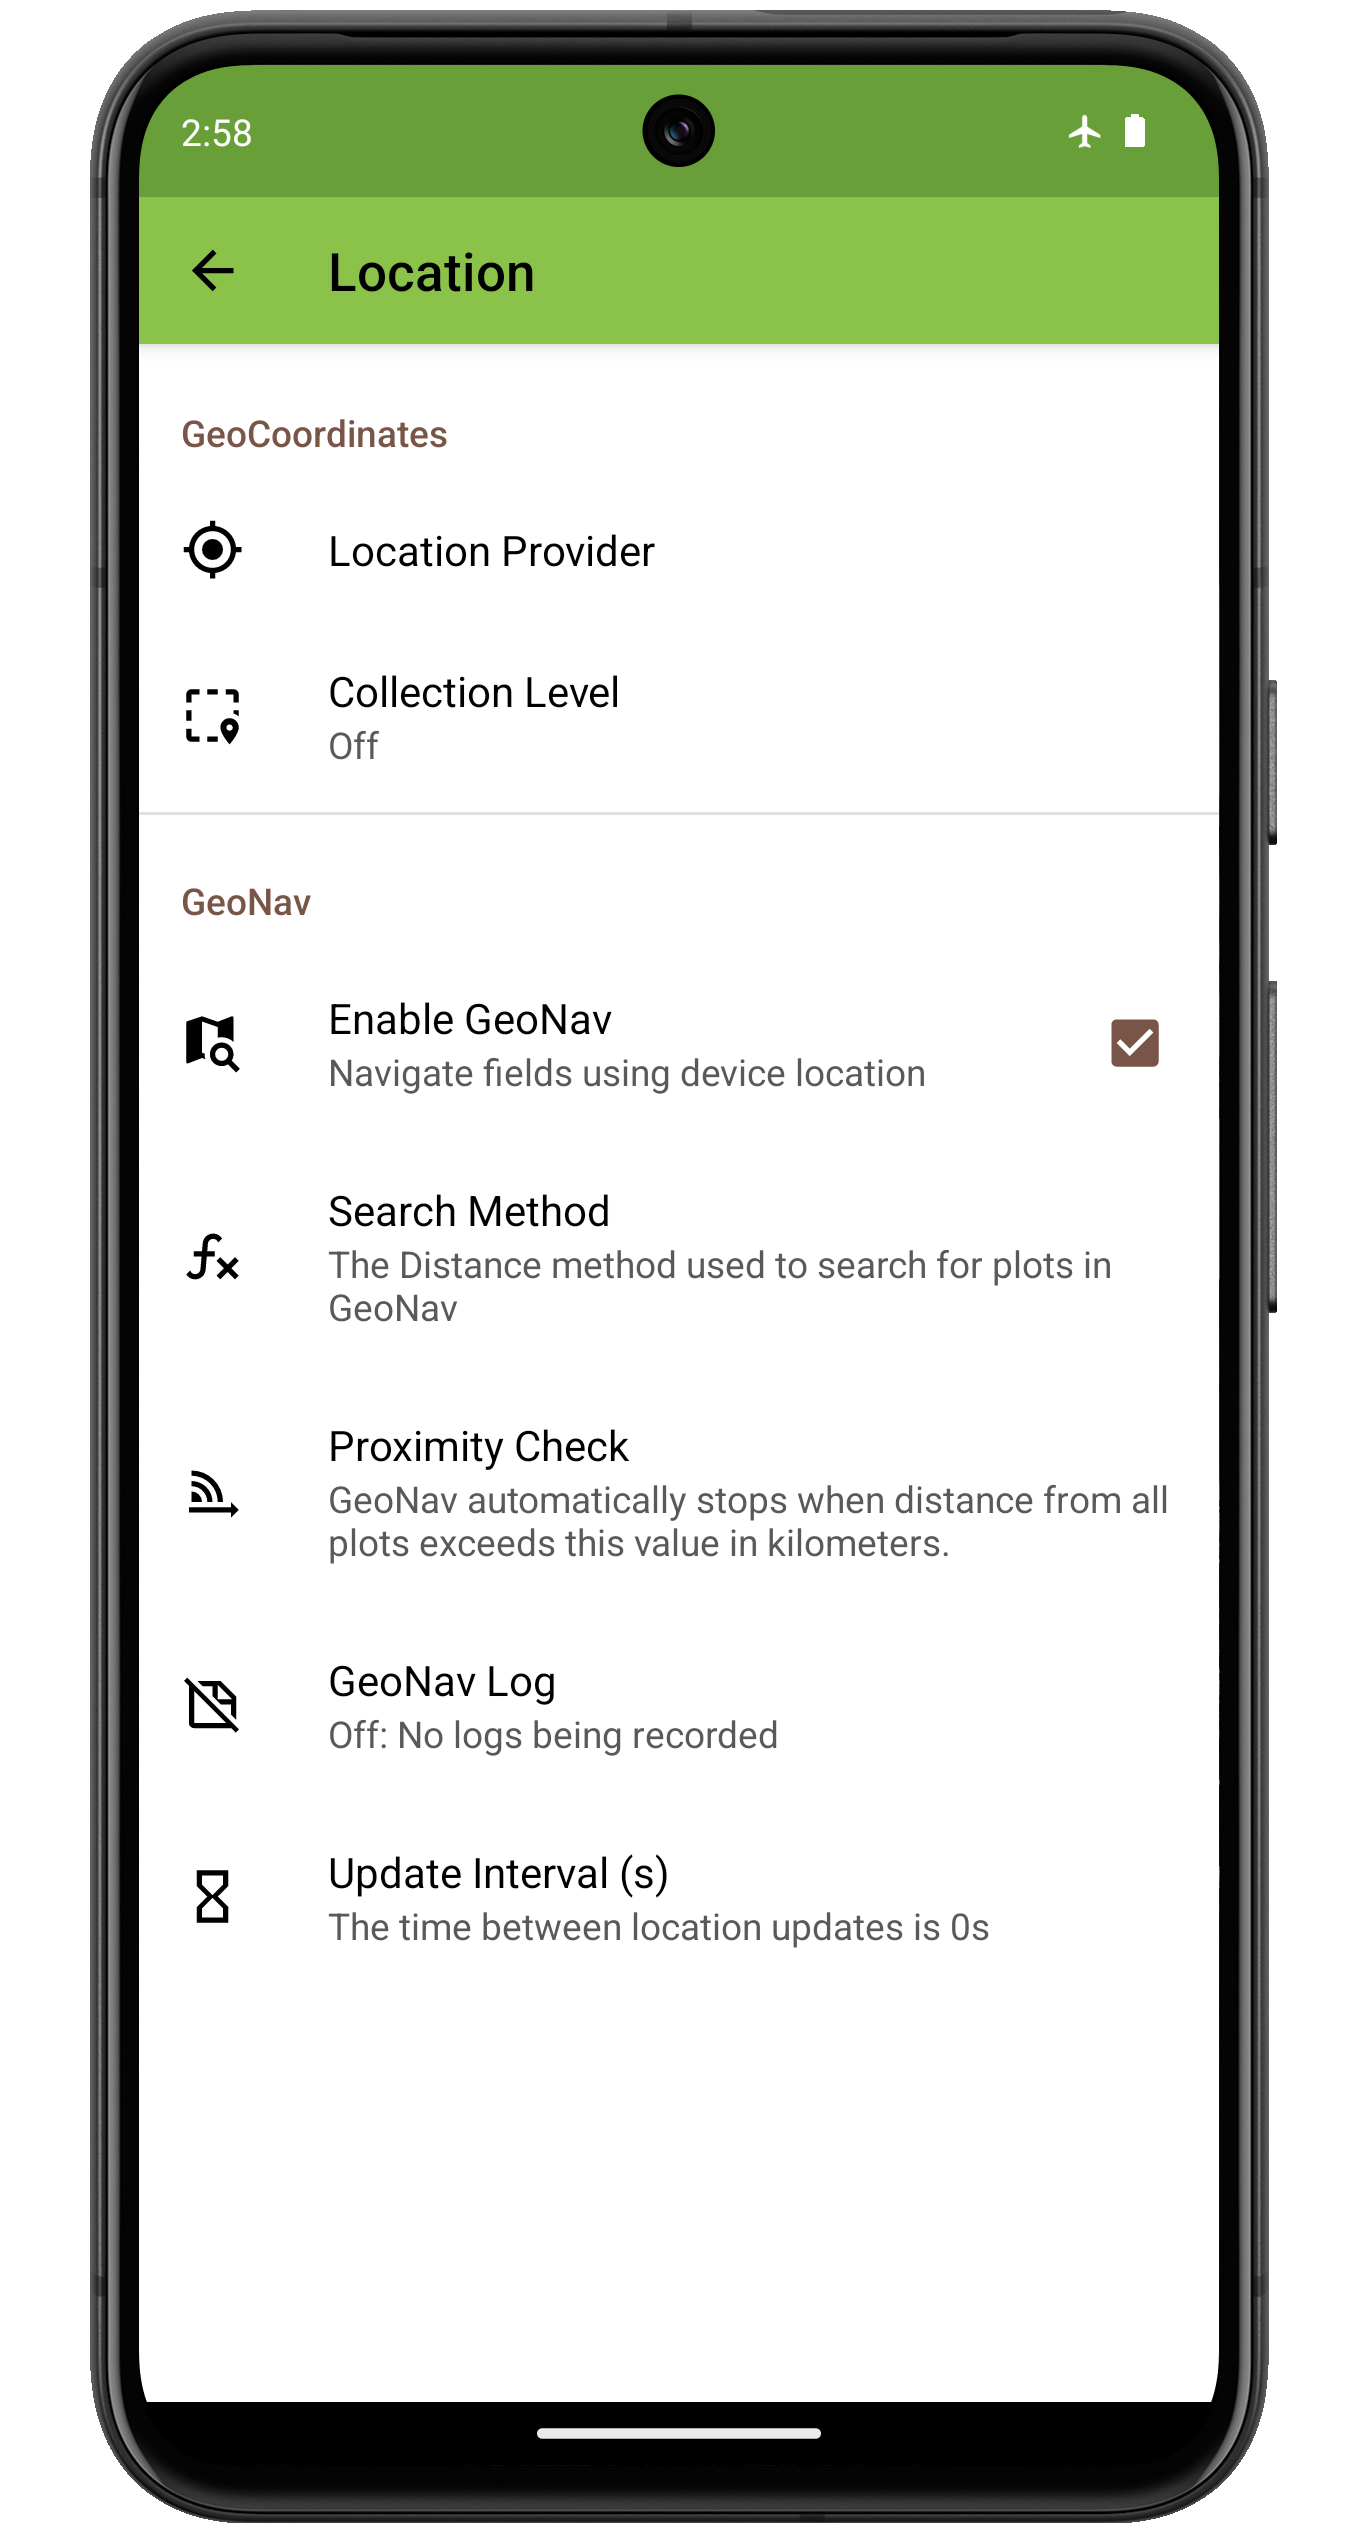 2:58
Location
GeoCoordinates
Location Provider
Collection Level
Off
GeoNav
Enable GeoNav
Navigate fields using device location
Search Method
The Distance method used to search for plots in
GeoNav
Proximity Check
GeoNav automatically stops when distance from all
plots exceeds this value in kilometers.
GeoNav Log
Off: No logs being recorded
Update Interval (s)
The time between location updates is 0s